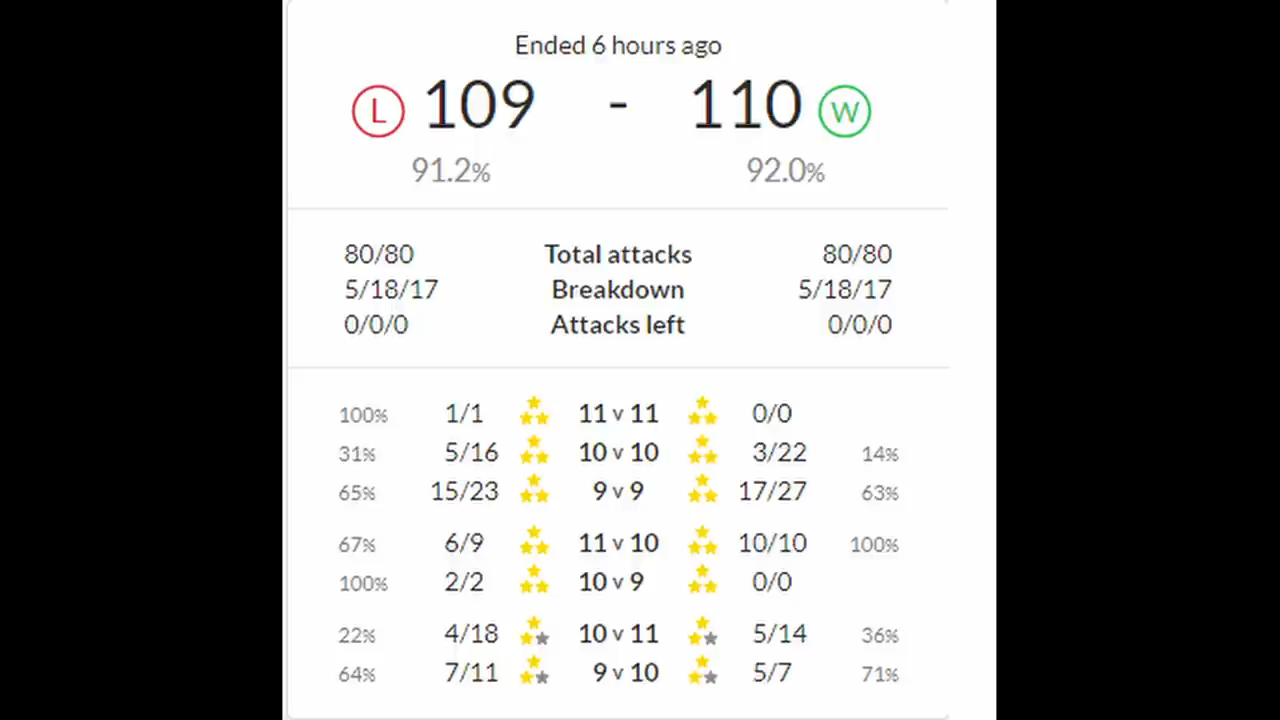 Ended 6 hours ago
L 109 - 110 W
91.2% 92.0%
80/80 Total attacks 80/80
5/18/17 Breakdown 5/18/17
0/0/0 Attacks left 0/0/0
100% 1/1 11 v 11 0/0
31% 5/16 10 v 10 3/22 14%
65% 15/23 9 v 9 17/27 63%
67% 6/9 11 v 10 10/10 100%
100% 2/2 10 v 9 0/0
22% 4/18 10 v 11 5/14 36%
64% 7/11 9 v 10 5/7 71%